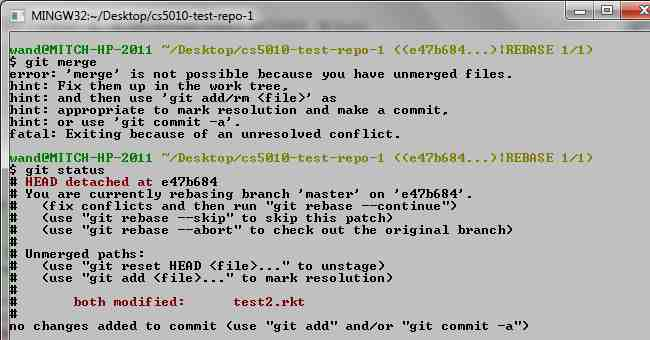 MINGW32:~/Desktop/cs5010-test-repo-1
wand@MITCH-HP-2011 ~/Desktop/cs5010-test-repo-1 ((e47b684...)|REBASE 1/1)
$ git merge
error: 'merge' is not possible because you have unmerged files.
hint: Fix them up in the work tree,
hint: and then use 'git add/rm <file>' as
hint: appropriate to mark resolution and make a commit,
hint: or use 'git commit -a'.
fatal: Exiting because of an unresolved conflict.
wand@MITCH-HP-2011 ~/Desktop/cs5010-test-repo-1 ((e47b684...)|REBASE 1/1)
$ git status
# HEAD detached at e47b684
# You are currently rebasing branch 'master' on 'e47b684'.
#   (fix conflicts and then run "git rebase --continue")
#   (use "git rebase --skip" to skip this patch)
#   (use "git rebase --abort" to check out the original branch)
#
# Unmerged paths:
#   (use "git reset HEAD <file>..." to unstage)
#   (use "git add <file>..." to mark resolution)
#
#       both modified:      test2.rkt
#
no changes added to commit (use "git add" and/or "git commit -a")